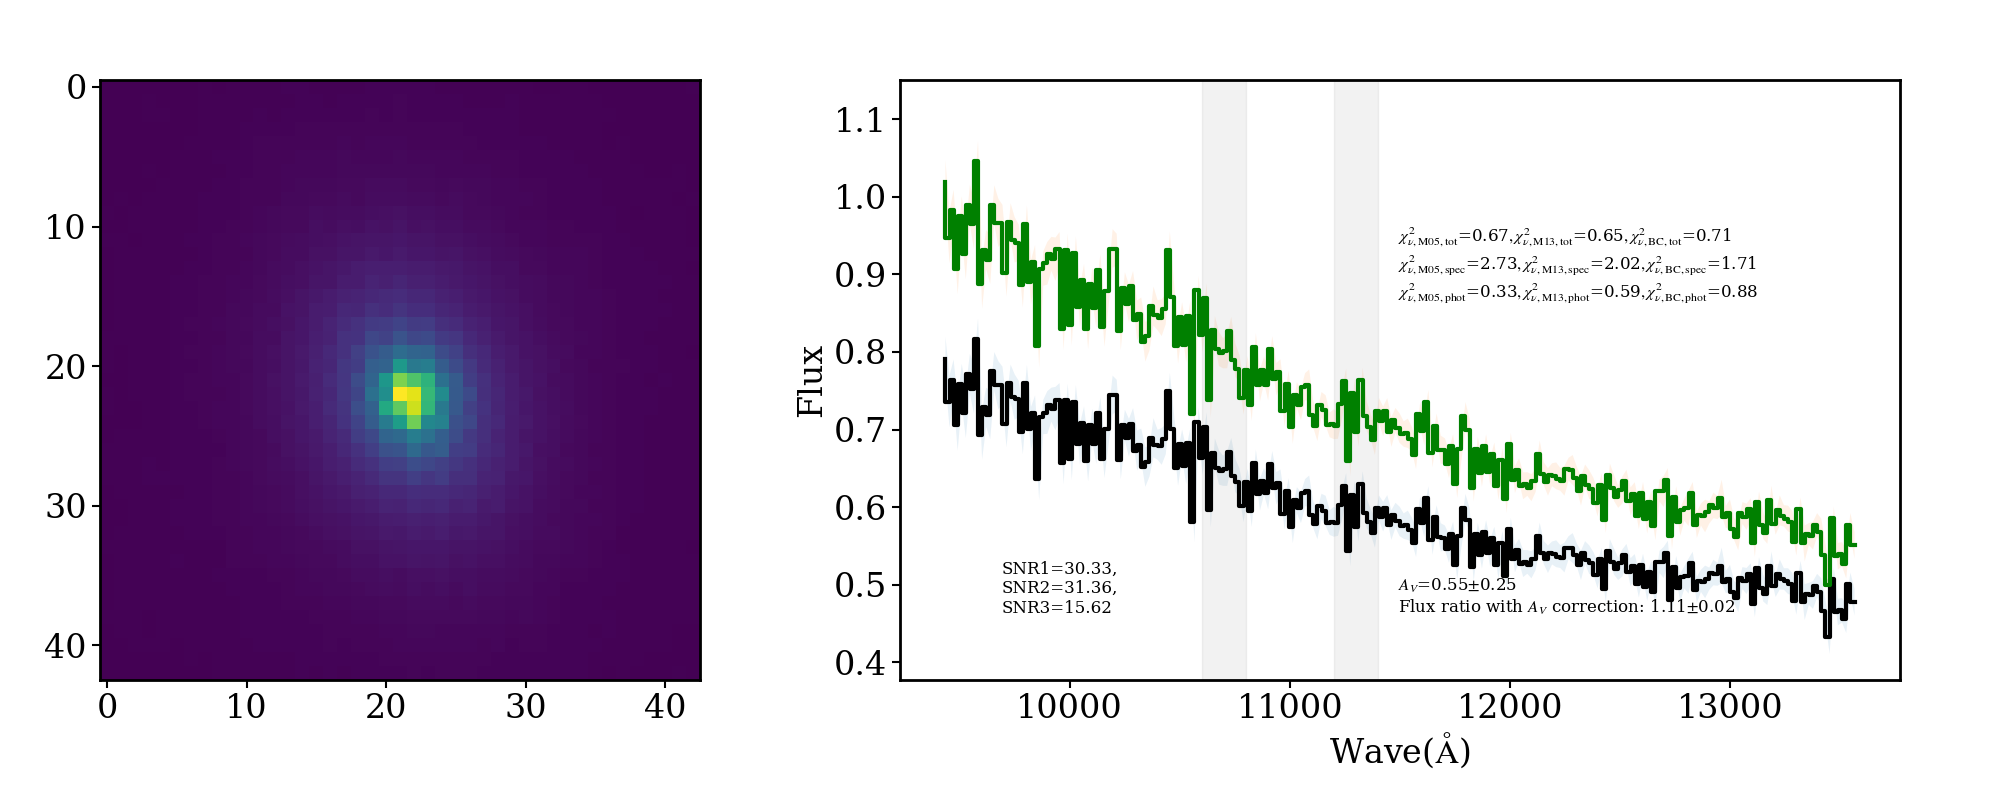 0
10
20
30
40
0 10 20 30 40
Flux
1.1
1.0
0.9
0.8
0.7
0.6
0.5
0.4
χ²ν,M05,tot=0.67,χ²ν,M13,tot=0.65,χ²ν,BC,tot=0.71
χ²ν,M05,spec=2.73,χ²ν,M13,spec=2.02,χ²ν,BC,spec=1.71
χ²ν,M05,phot=0.33,χ²ν,M13,phot=0.59,χ²ν,BC,phot=0.88
SNR1=30.33,
SNR2=31.36,
SNR3=15.62
AV=0.55±0.25
Flux ratio with AV correction: 1.11±0.02
10000 11000 12000 13000
Wave(Å)